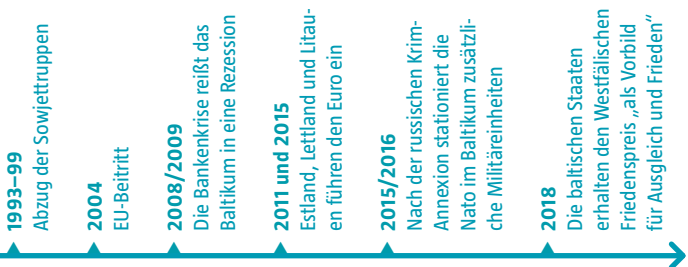 1993–99
Abzug der Sowjettruppen
2004
EU-Beitritt
2008/2009
Die Bankenkrise reißt das
Baltikum in eine Rezession
2011 und 2015
Estland, Lettland und Litau-
en führen den Euro ein
2015/2016
Nach der russischen Krim-
Annexion stationiert die
Nato im Baltikum zusätzli-
che Militäreinheiten
2018
Die baltischen Staaten
erhalten den Westfälischen
Friedenspreis „als Vorbild
für Ausgleich und Frieden“